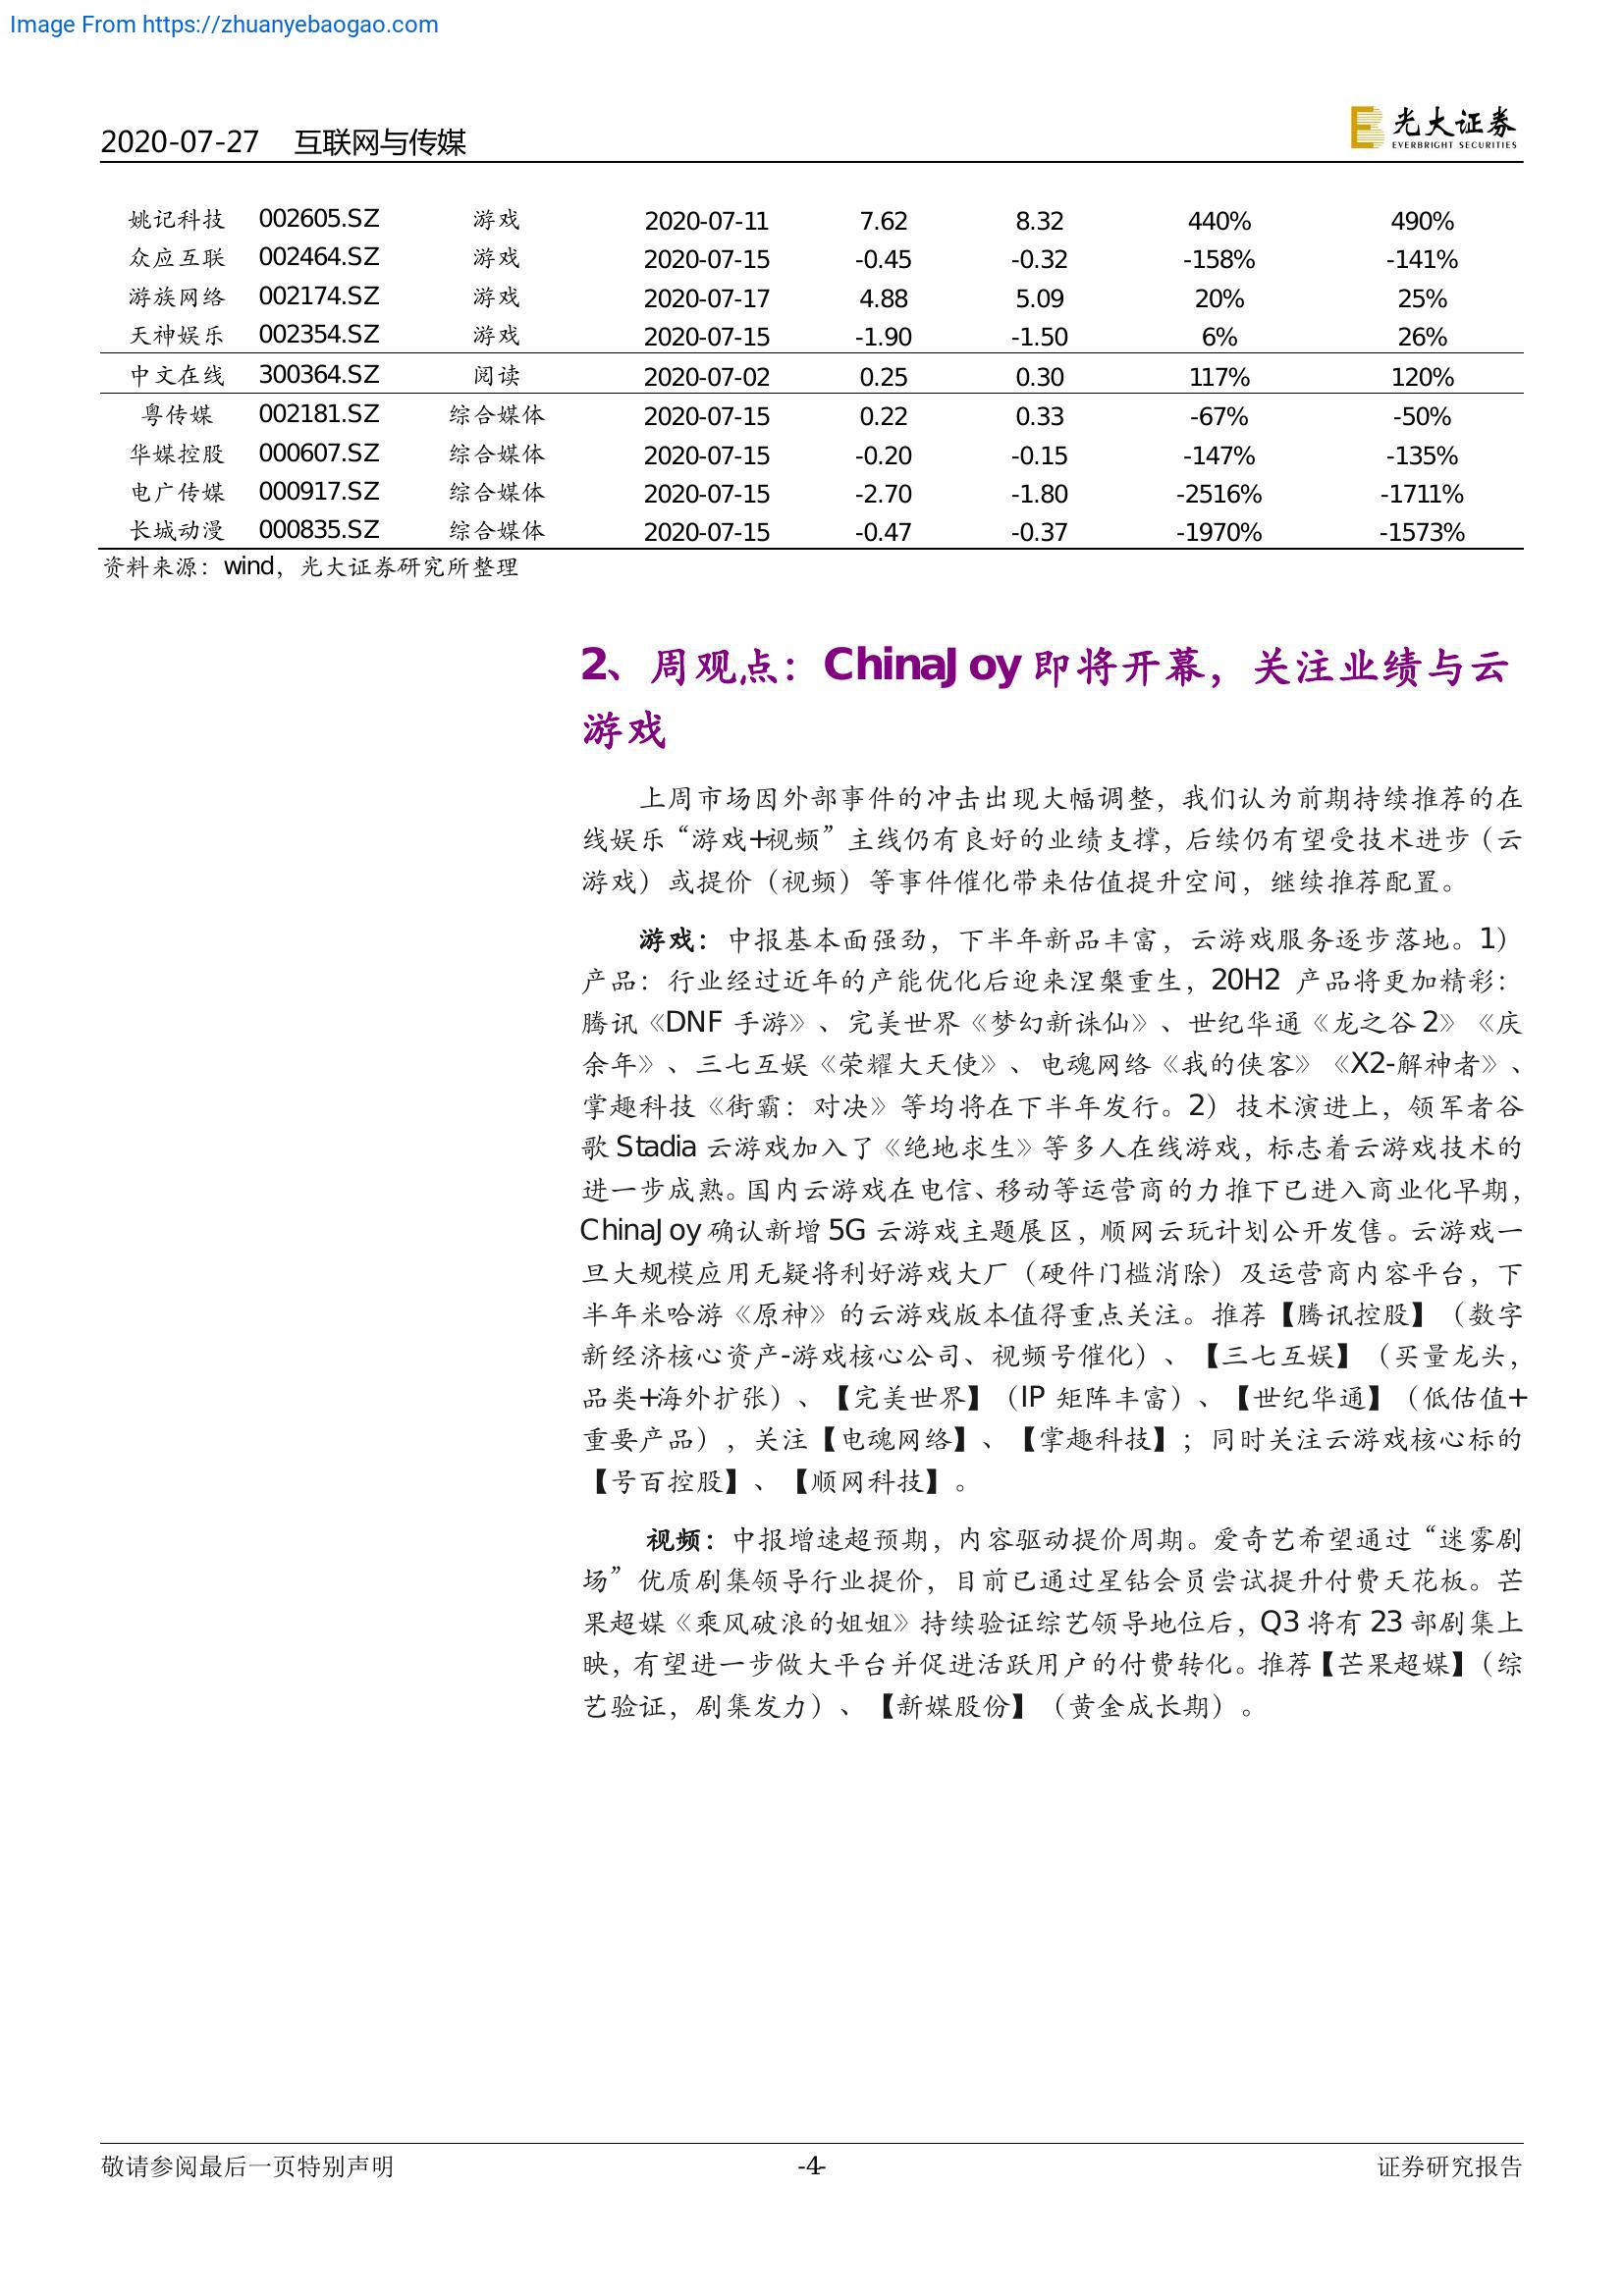 Image From https://zhuanyebaogao.com
2020-07-27 互联网与传媒
光大证券
EVERBRIGHT SECURITIES
姚记科技 002605.SZ 游戏 2020-07-11 7.62 8.32 440% 490%
众应互联 002464.SZ 游戏 2020-07-15 -0.45 -0.32 -158% -141%
游族网络 002174.SZ 游戏 2020-07-17 4.88 5.09 20% 25%
天神娱乐 002354.SZ 游戏 2020-07-15 -1.90 -1.50 6% 26%
中文在线 300364.SZ 阅读 2020-07-02 0.25 0.30 117% 120%
粤传媒 002181.SZ 综合媒体 2020-07-15 0.22 0.33 -67% -50%
华媒控股 000607.SZ 综合媒体 2020-07-15 -0.20 -0.15 -147% -135%
电广传媒 000917.SZ 综合媒体 2020-07-15 -2.70 -1.80 -2516% -1711%
长城动漫 000835.SZ 综合媒体 2020-07-15 -0.47 -0.37 -1970% -1573%
资料来源：wind，光大证券研究所整理
2、周观点：ChinaJoy 即将开幕，关注业绩与云
游戏
上周市场因外部事件的冲击出现大幅调整，我们认为前期持续推荐的在
线娱乐“游戏+视频”主线仍有良好的业绩支撑，后续仍有望受技术进步（云
游戏）或提价（视频）等事件催化带来估值提升空间，继续推荐配置。
游戏：中报基本面强劲，下半年新品丰富，云游戏服务逐步落地。1）
产品：行业经过近年的产能优化后迎来涅槃重生，20H2 产品将更加精彩：
腾讯《DNF 手游》、完美世界《梦幻新诛仙》、世纪华通《龙之谷 2》《庆
余年》、三七互娱《荣耀大天使》、电魂网络《我的侠客》《X2-解神者》、
掌趣科技《街霸：对决》等均将在下半年发行。2）技术演进上，领军者谷
歌 Stadia 云游戏加入了《绝地求生》等多人在线游戏，标志着云游戏技术的
进一步成熟。国内云游戏在电信、移动等运营商的力推下已进入商业化早期，
ChinaJoy 确认新增 5G 云游戏主题展区，顺网云玩计划公开发售。云游戏一
旦大规模应用无疑将利好游戏大厂（硬件门槛消除）及运营商内容平台，下
半年米哈游《原神》的云游戏版本值得重点关注。推荐【腾讯控股】（数字
新经济核心资产-游戏核心公司、视频号催化）、【三七互娱】（买量龙头，
品类+海外扩张）、【完美世界】（IP 矩阵丰富）、【世纪华通】（低估值+
重要产品），关注【电魂网络】、【掌趣科技】；同时关注云游戏核心标的
【号百控股】、【顺网科技】。
视频：中报增速超预期，内容驱动提价周期。爱奇艺希望通过“迷雾剧
场”优质剧集领导行业提价，目前已通过星钻会员尝试提升付费天花板。芒
果超媒《乘风破浪的姐姐》持续验证综艺领导地位后，Q3 将有 23 部剧集上
映，有望进一步做大平台并促进活跃用户的付费转化。推荐【芒果超媒】（综
艺验证，剧集发力）、【新媒股份】（黄金成长期）。
敬请参阅最后一页特别声明 -4- 证券研究报告